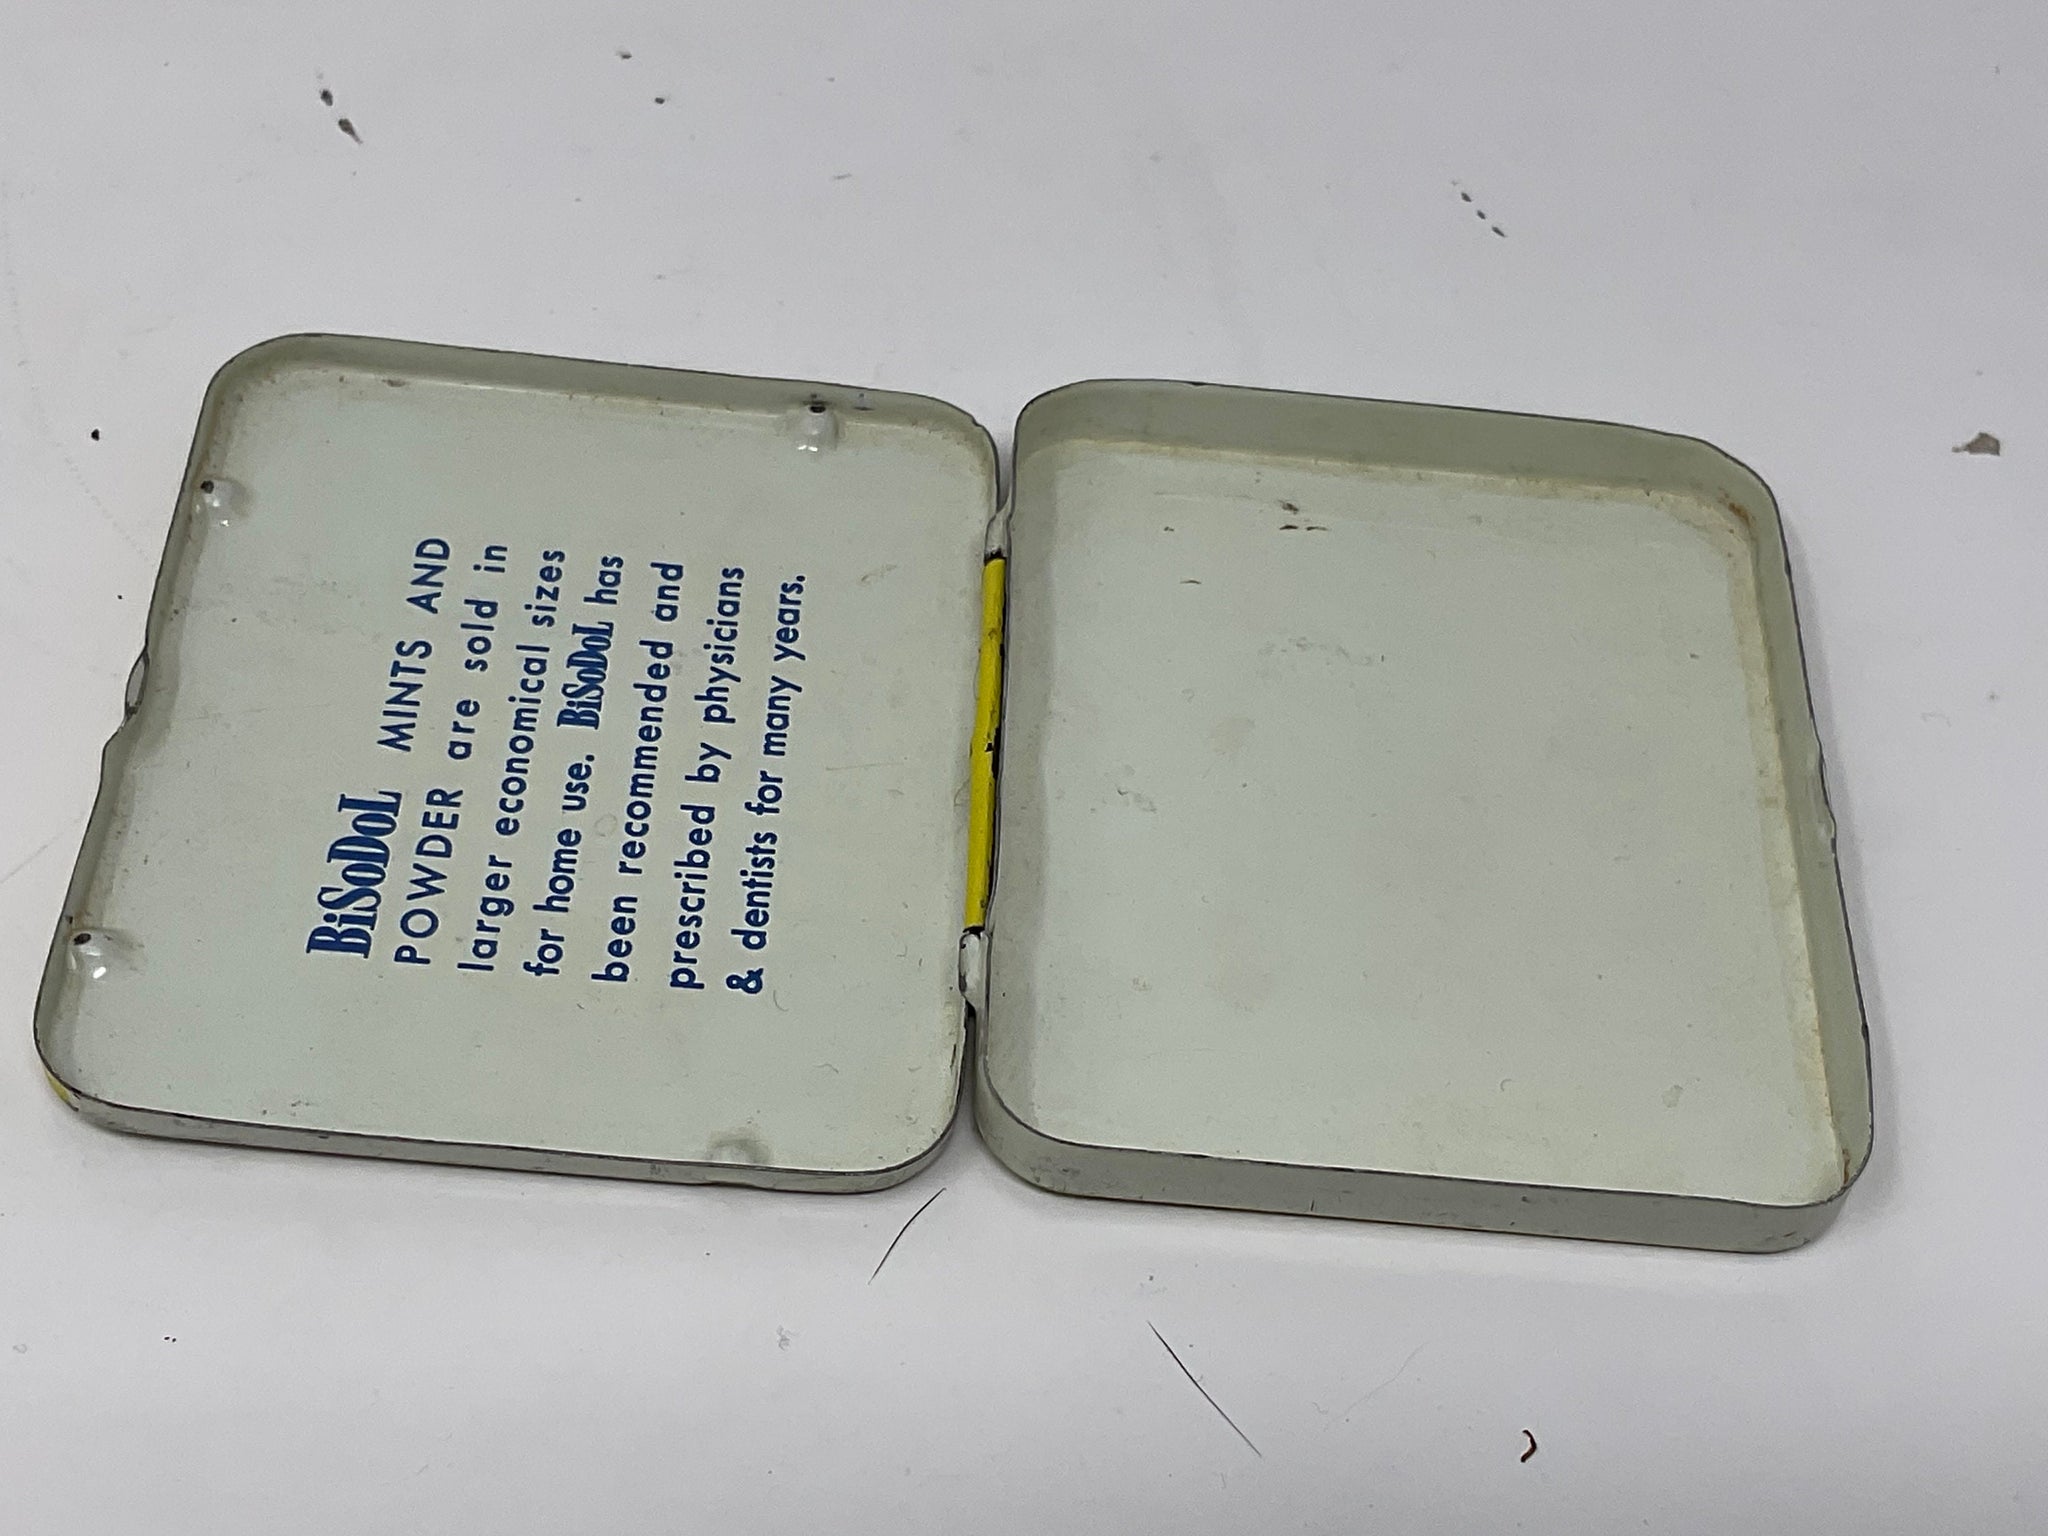 BiSoDoL MINTS AND
POWDER are sold in
larger economical sizes
for home use. BiSoDoL has
been recommended and
prescribed by physicians
& dentists for many years.